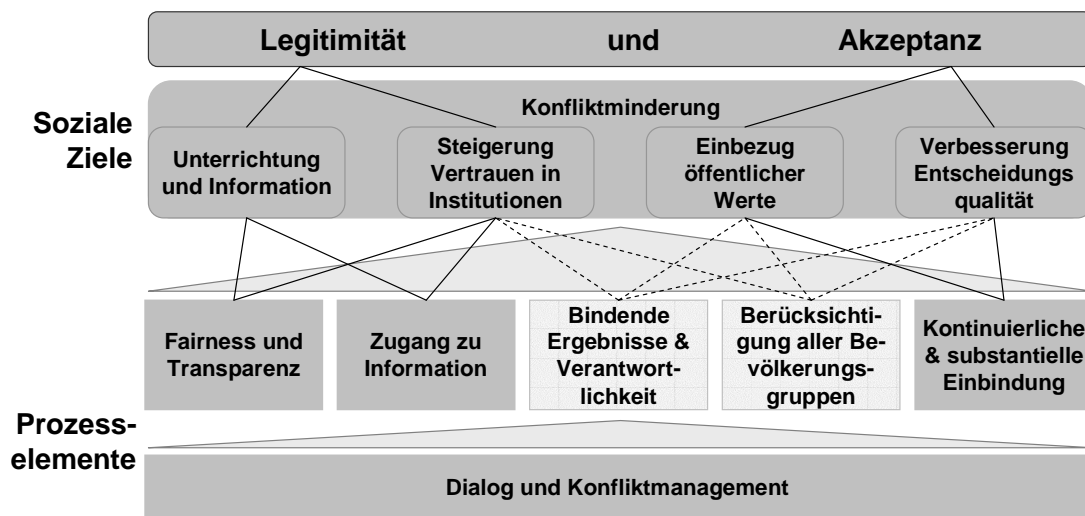 Legitimität und Akzeptanz
Soziale
Ziele
Konfliktminderung
Unterrichtung
und Information
Steigerung
Vertrauen in
Institutionen
Einbezug
öffentlicher
Werte
Verbesserung
Entscheidungs
qualität
Prozess-
elemente
Fairness und
Transparenz
Zugang zu
Information
Bindende
Ergebnisse &
Verantwort-
lichkeit
Berücksichti-
gung aller Be-
völkerungs-
gruppen
Kontinuierliche
& substantielle
Einbindung
Dialog und Konfliktmanagement